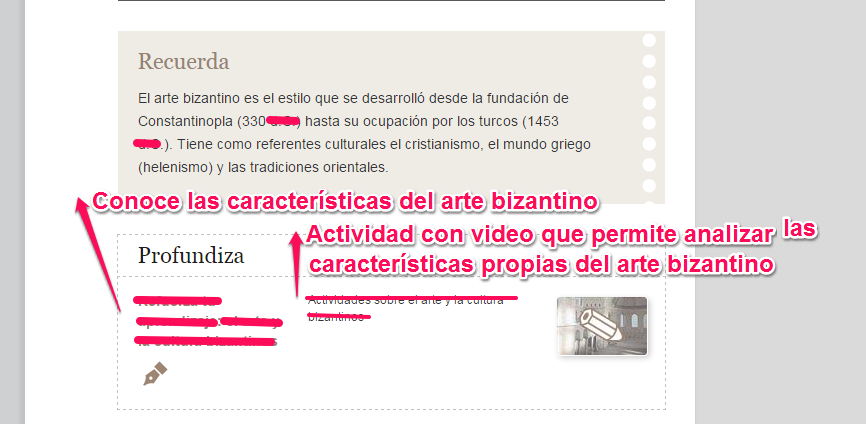 Recuerda
El arte bizantino es el estilo que se desarrolló desde la fundación de
Constantinopla (330 d.C.) hasta su ocupación por los turcos (1453
d.C.). Tiene como referentes culturales el cristianismo, el mundo griego
(helenismo) y las tradiciones orientales.
Conoce las características del arte bizantino
Actividad con video que permite analizar las
características propias del arte bizantino
Profundiza
Actividades sobre el arte y la cultura
bizantinos
la cultura bizantinos